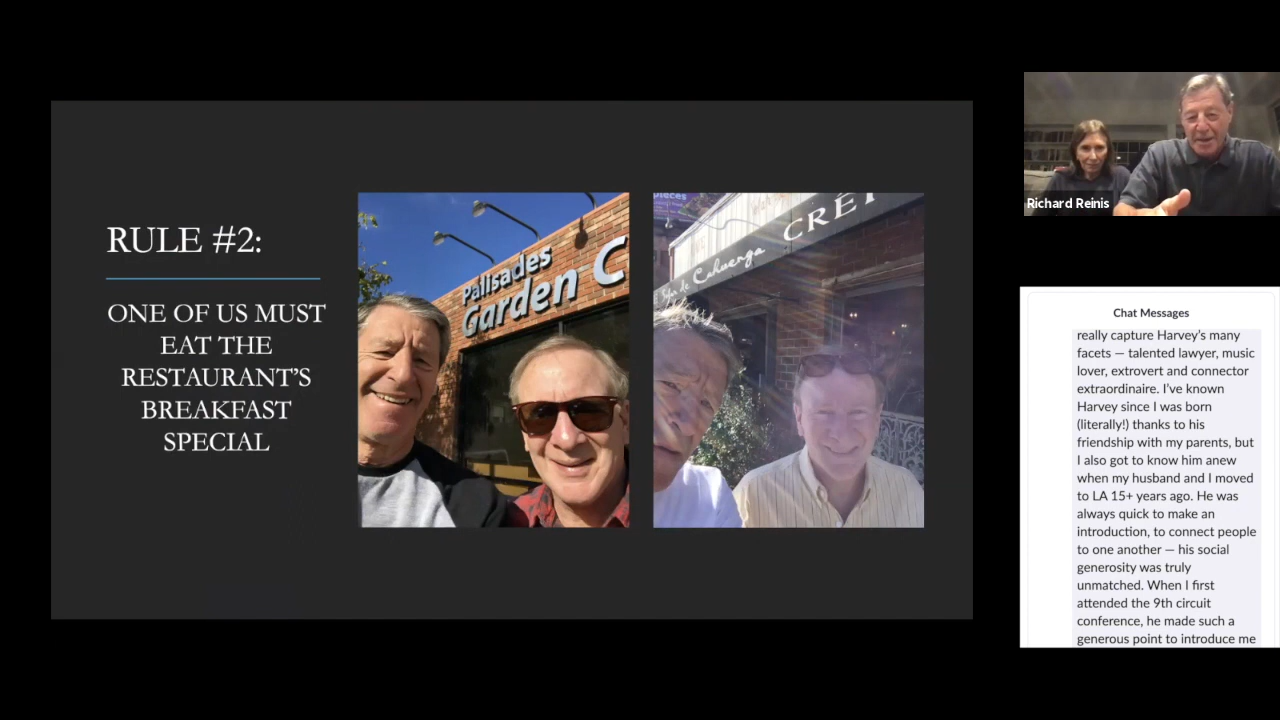 RULE #2:
ONE OF US MUST
EAT THE
RESTAURANT'S
BREAKFAST
SPECIAL
Palisades
Garden C
pieces
CRÊ
de Cahuenga
Richard Reinis
Chat Messages
really capture Harvey's many
facets — talented lawyer, music
lover, extrovert and connector
extraordinaire. I've known
Harvey since I was born
(literally!) thanks to his
friendship with my parents, but
I also got to know him anew
when my husband and I moved
to LA 15+ years ago. He was
always quick to make an
introduction, to connect people
to one another — his social
generosity was truly
unmatched. When I first
attended the 9th circuit
conference, he made such a
generous point to introduce me